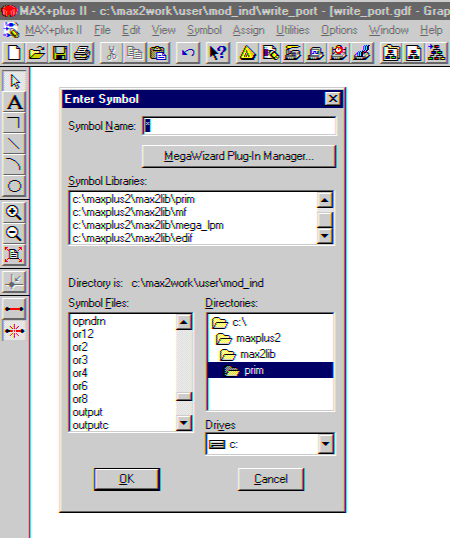 MAX+plus II - c:\max2work\user\mod_ind\write_port - [write_port.gdf - Grap
MAX+plus II File Edit View Symbol Assign Utilities Options Window Help
Enter Symbol
Symbol Name:
MegaWizard Plug-In Manager...
Symbol Libraries:
c:\maxplus2\max2lib\prim
c:\maxplus2\max2lib\mf
c:\maxplus2\max2lib\mega_lpm
c:\maxplus2\max2lib\edif
Directory is: c:\max2work\user\mod_ind
Symbol Files: Directories:
opndrn c:\
or12 maxplus2
or2 max2lib
or3 prim
or4
or6
or8
output
outputc Drives
c:
OK Cancel